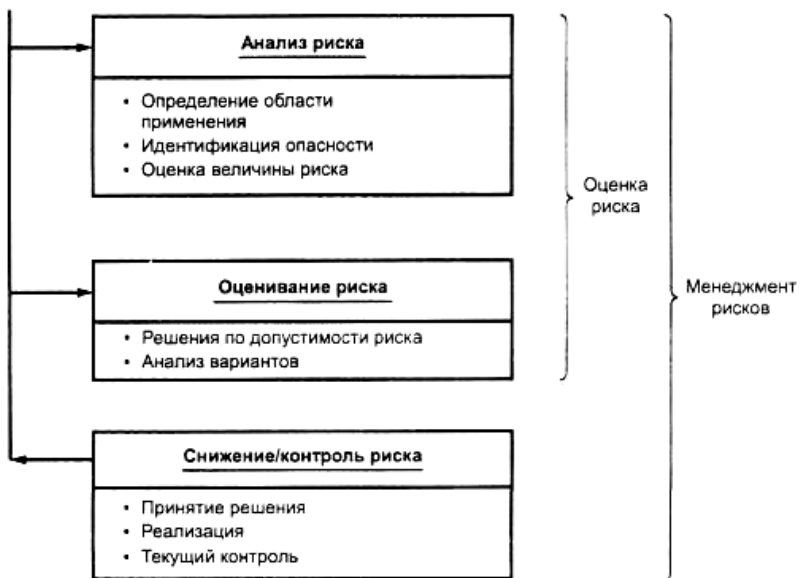 Анализ риска
• Определение области
применения
• Идентификация опасности
• Оценка величины риска
Оценка
риска
Оценивание риска
• Решения по допустимости риска
• Анализ вариантов
Менеджмент
рисков
Снижение/контроль риска
• Принятие решения
• Реализация
• Текущий контроль